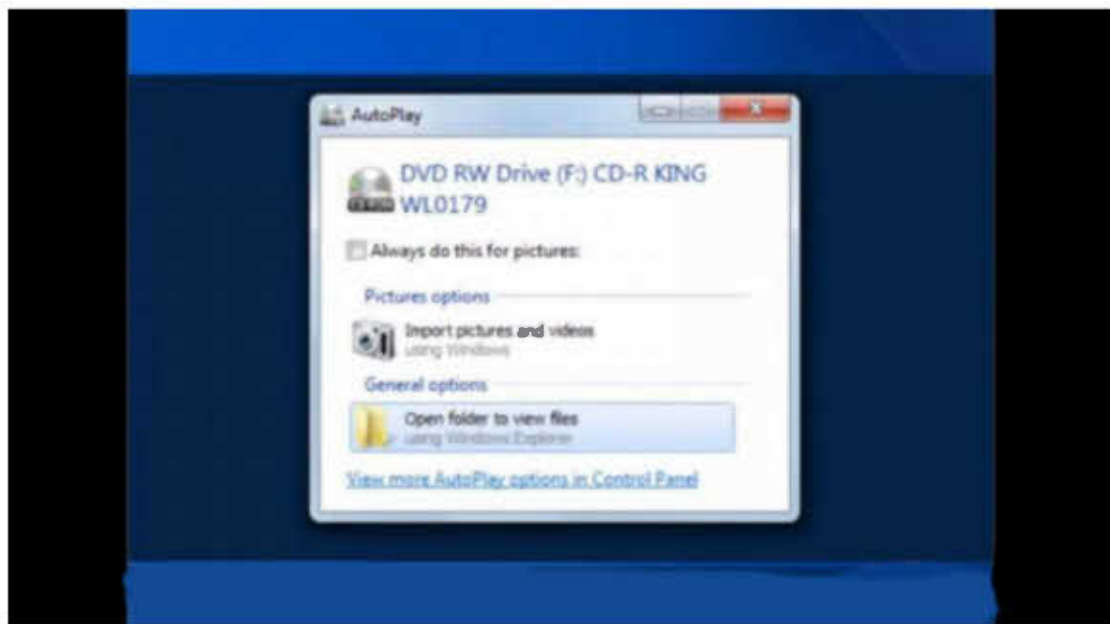 AutoPlay
DVD RW Drive (F:) CD-R KING
WL0179
Always do this for pictures:
Pictures options
Import pictures and videos
using Windows
General options
Open folder to view files
using Windows Explorer
View more AutoPlay options in Control Panel